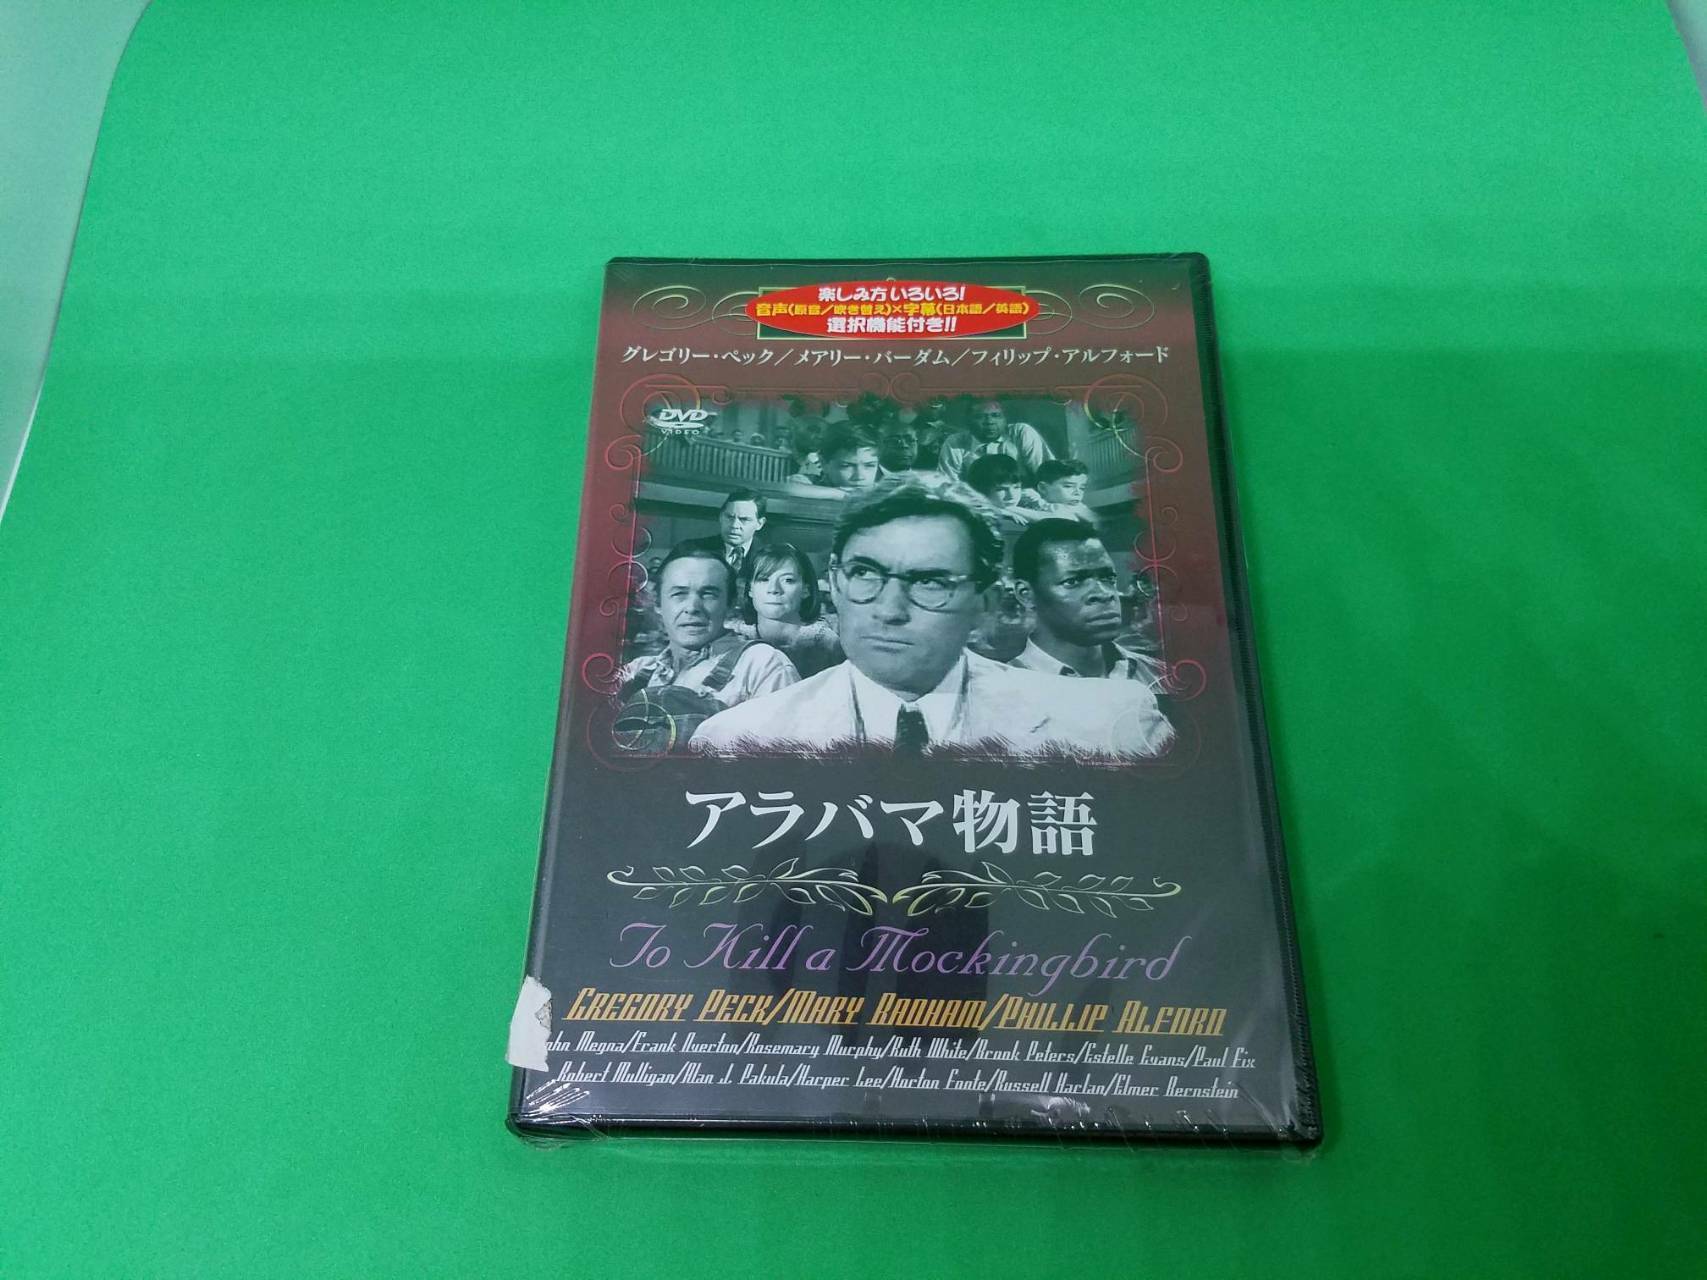 楽しみ方いろいろ!
音声(原音/吹き替え)×字幕(日本語/英語)
選択機能付き!!
グレゴリー・ペック/メアリー・バーダム/フィリップ・アルフォード
DVD
VIDEO
アラバマ物語
To Kill a Mockingbird
GREGORY PECK/MARY BADHAM/PHILLIP ALFORD
John Megna/Frank Overton/Rosemary Murphy/Ruth White/Brook Peters/Estelle Evans/Paul Fix
Robert Mulligan/Alan J. Pakula/Harper Lee/Horton Foote/Russell Harlan/Elmer Bernstein